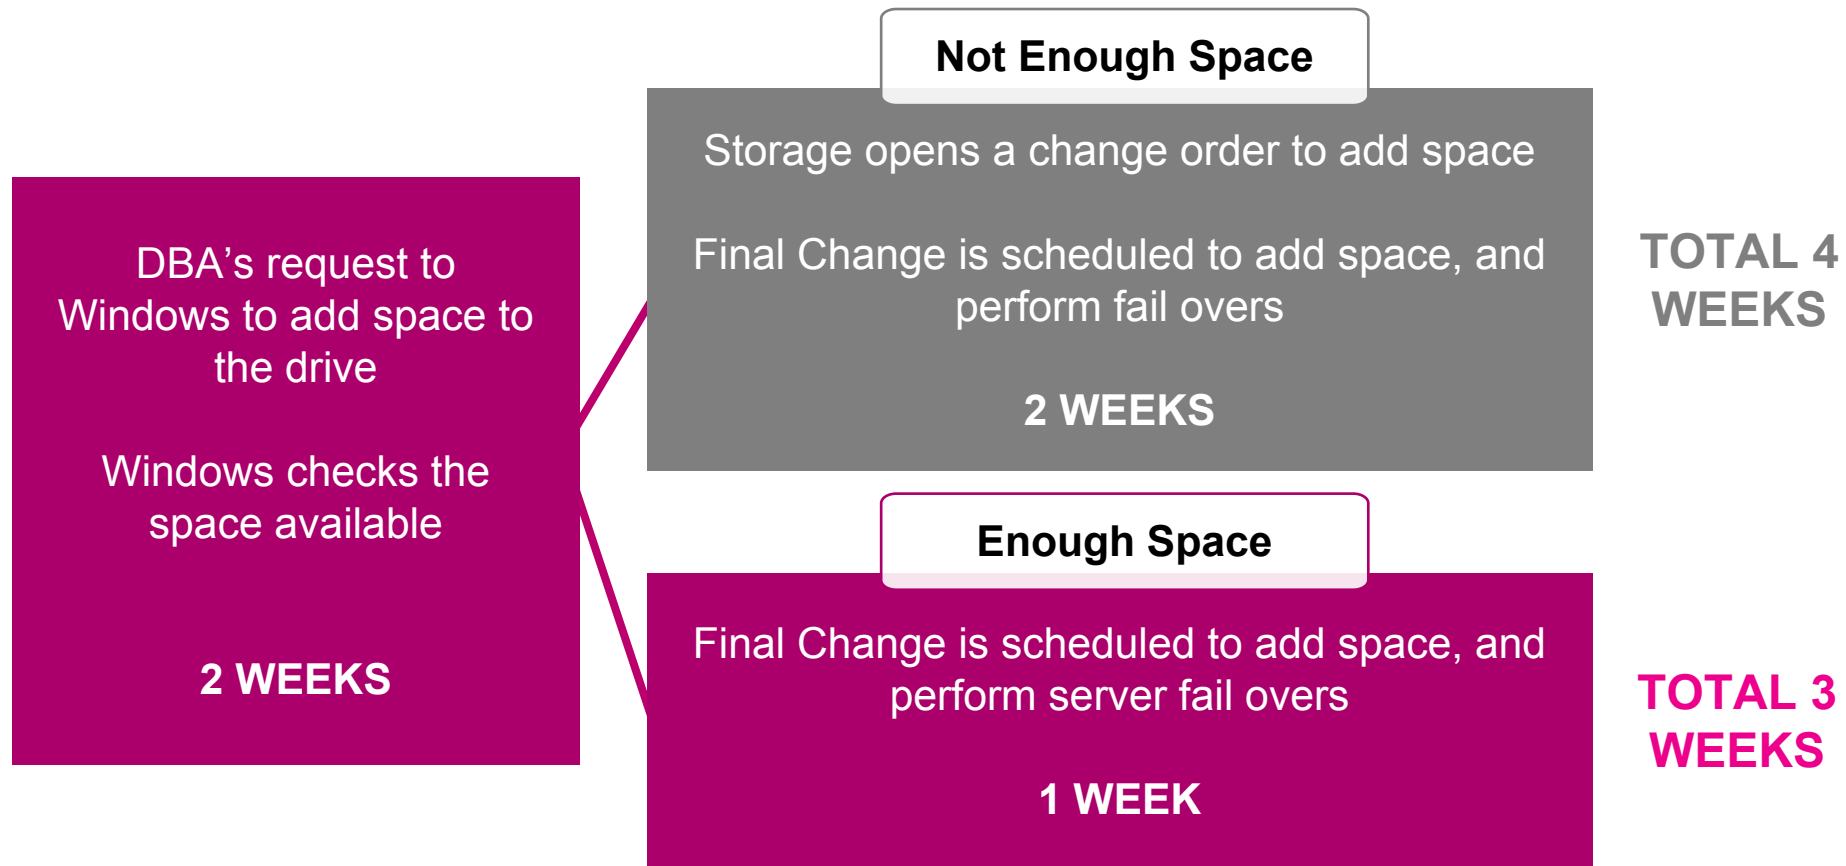 DBA’s request to
Windows to add space to
the drive
Windows checks the
space available
2 WEEKS
Not Enough Space
Storage opens a change order to add space
Final Change is scheduled to add space, and
perform fail overs
2 WEEKS
TOTAL 4
WEEKS
Enough Space
Final Change is scheduled to add space, and
perform server fail overs
1 WEEK
TOTAL 3
WEEKS